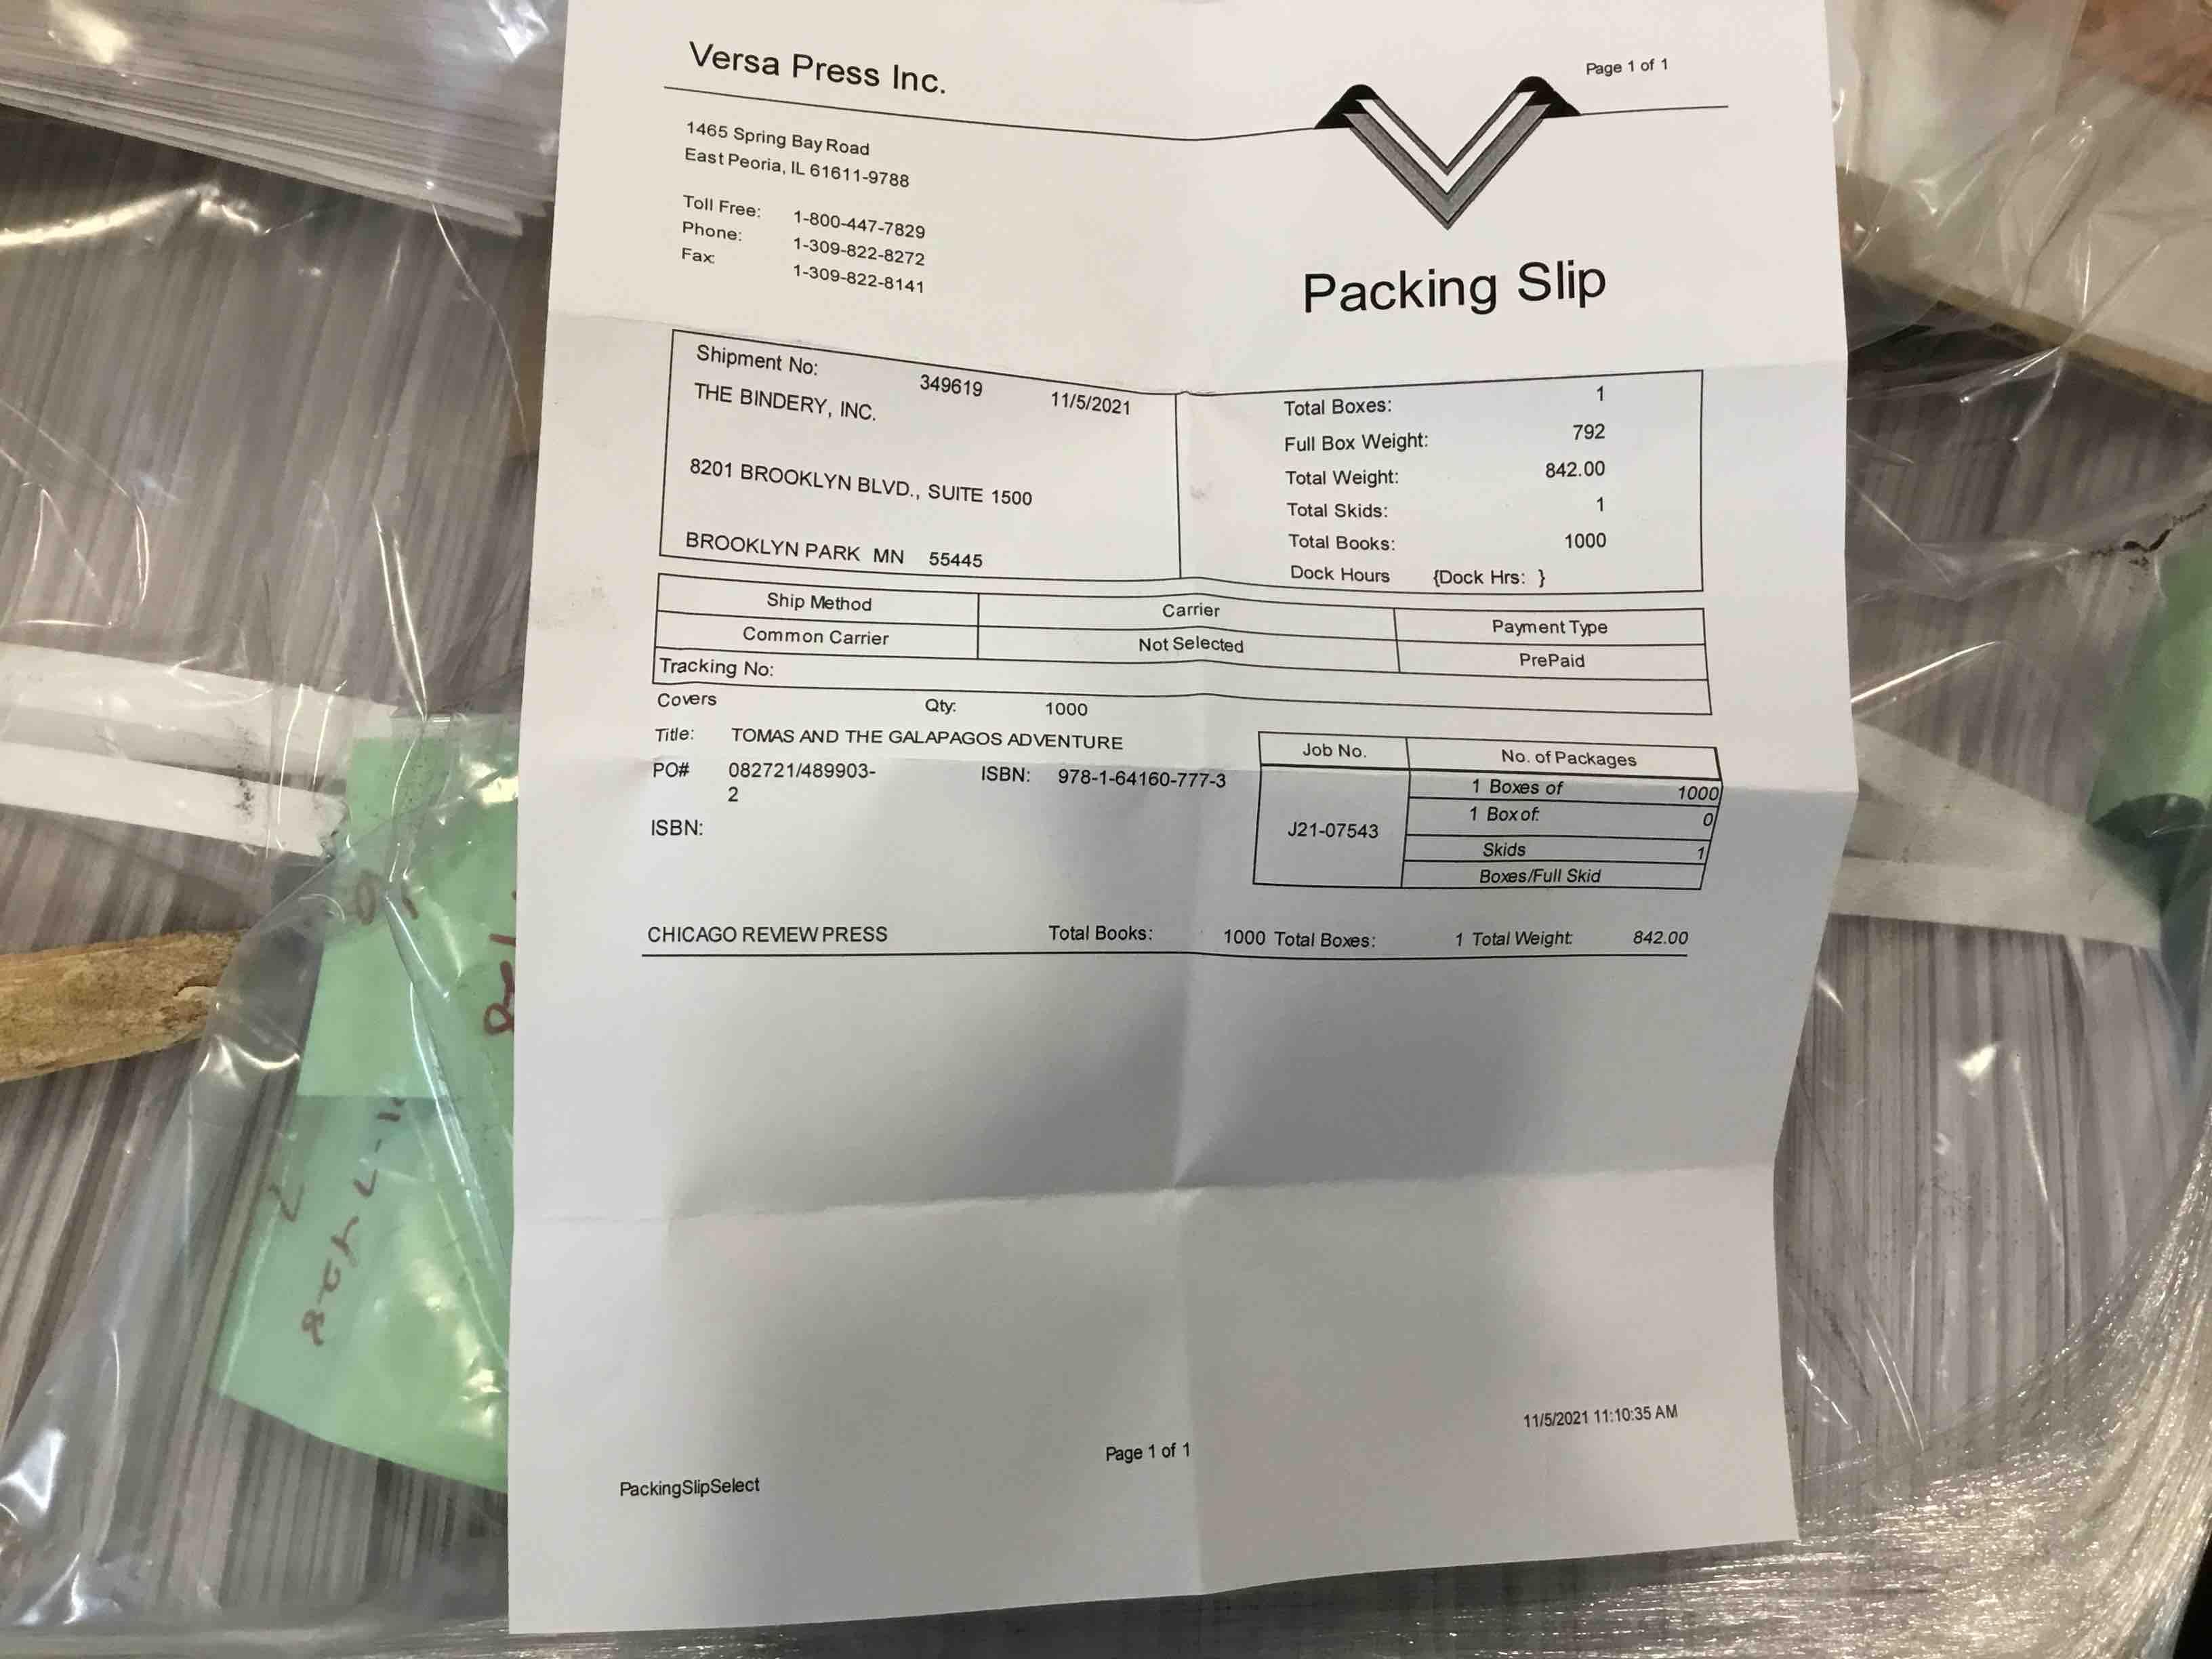 Versa Press Inc.
Page 1 of 1
1465 Spring Bay Road
East Peoria, IL 61611-9788
Toll Free: 1-800-447-7829
Phone: 1-309-822-8272
Fax: 1-309-822-8141
Packing Slip
Shipment No: 349619 11/5/2021
THE BINDERY, INC.
8201 BROOKLYN BLVD., SUITE 1500
BROOKLYN PARK MN 55445
Total Boxes: 1
Full Box Weight: 792
Total Weight: 842.00
Total Skids: 1
Total Books: 1000
Dock Hours {Dock Hrs: }
Ship Method Carrier Payment Type
Common Carrier Not Selected PrePaid
Tracking No:
Covers Qty: 1000
Title: TOMAS AND THE GALAPAGOS ADVENTURE
PO# 082721/489903-
2
ISBN: 978-1-64160-777-3
ISBN:
Job No. No. of Packages
J21-07543
1 Boxes of 1000
1 Box of: 0
Skids 1
Boxes/Full Skid
CHICAGO REVIEW PRESS Total Books: 1000 Total Boxes: 1 Total Weight: 842.00
11/5/2021 11:10:35 AM
Page 1 of 1
PackingSlipSelect